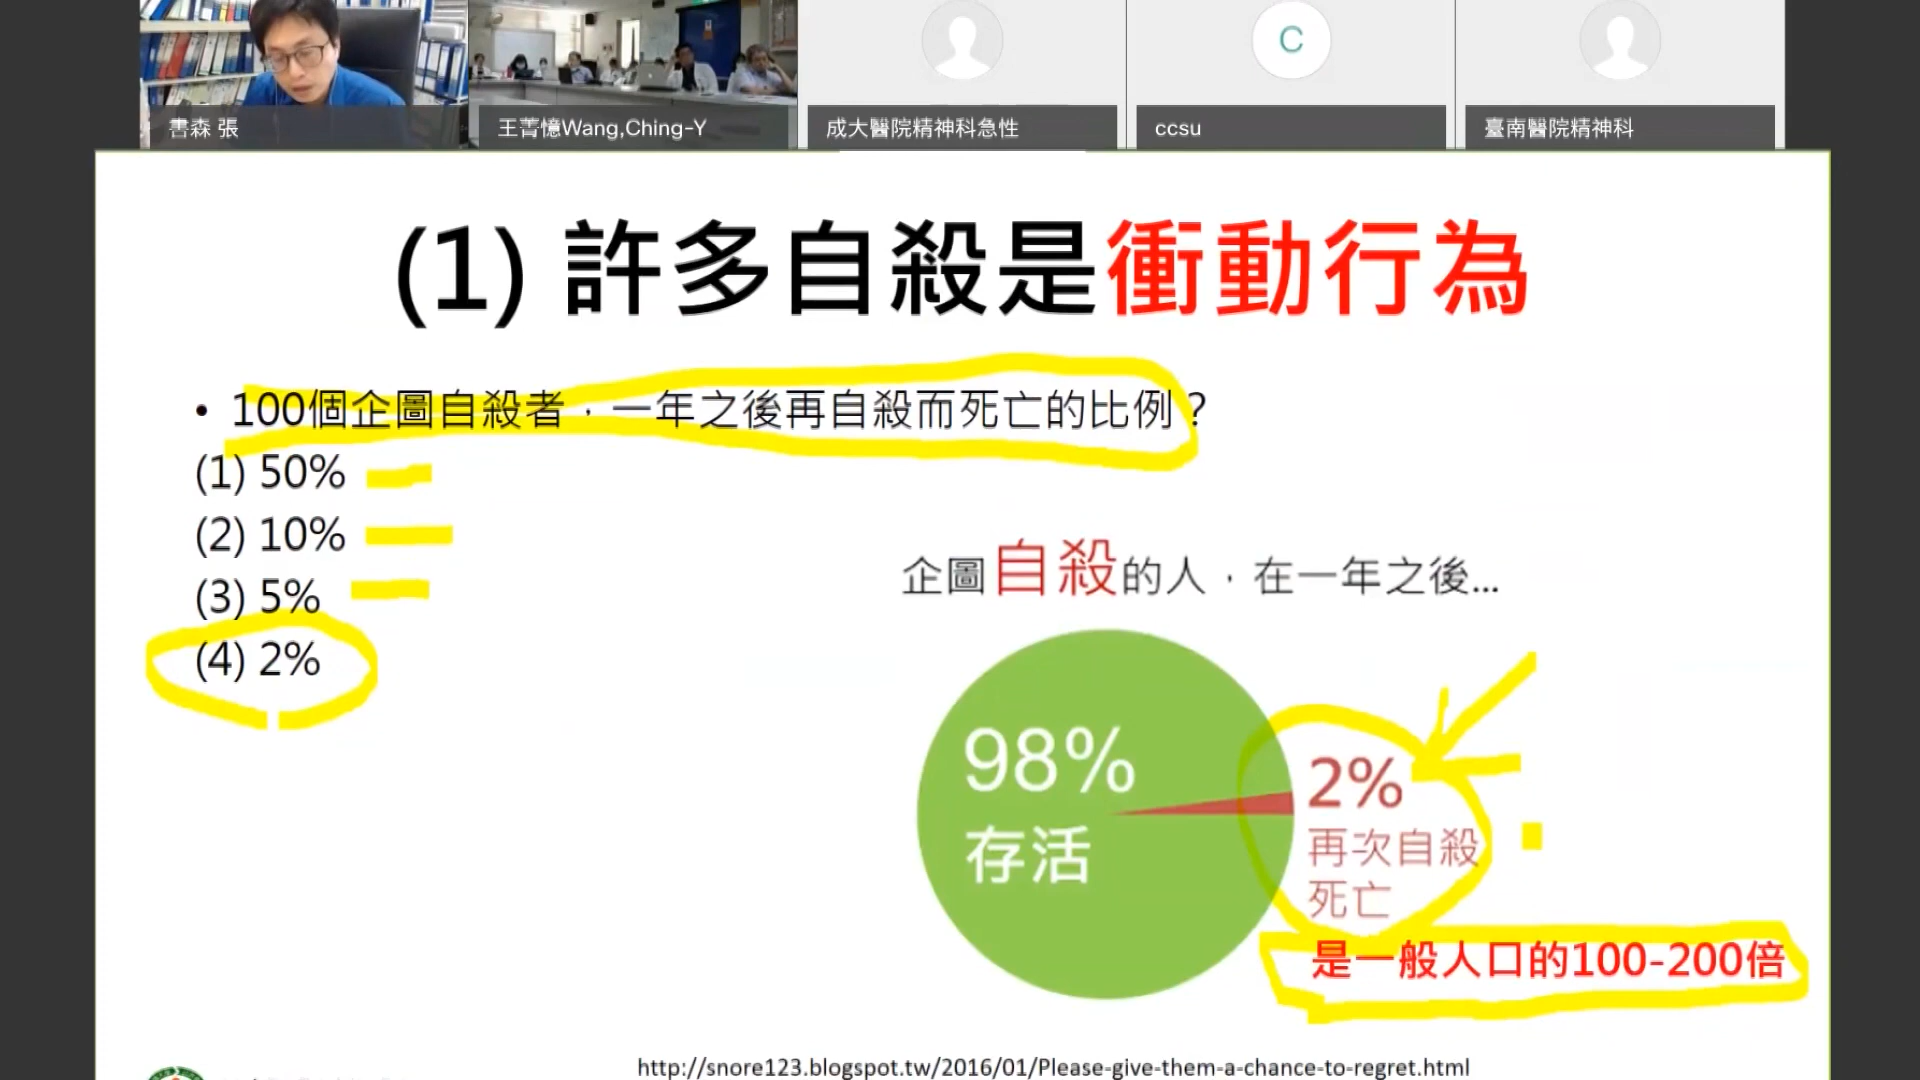 書森 張
王菁憶Wang,Ching-Y
成大醫院精神科急性
C
ccsu
臺南醫院精神科
(1) 許多自殺是衝動行為
• 100個企圖自殺者，一年之後再自殺而死亡的比例？
(1) 50%
(2) 10%
(3) 5%
(4) 2%
企圖自殺的人，在一年之後...
98%
存活
2%
再次自殺
死亡
是一般人口的100-200倍
http://snore123.blogspot.tw/2016/01/Please-give-them-a-chance-to-regret.html